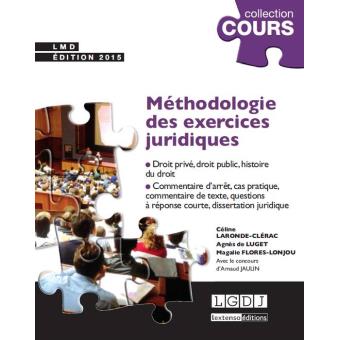 collection
COURS
LMD
ÉDITION 2015
Méthodologie
des exercices
juridiques
• Droit privé, droit public, histoire
du droit
• Commentaire d'arrêt, cas pratique,
commentaire de texte, questions
à réponse courte, dissertation juridique
Céline
LARONDE-CLÉRAC
Agnès de LUGET
Magalie FLORES-LONJOU
Avec le concours
d'Arnaud JAULIN
LGDJ
lextenso éditions